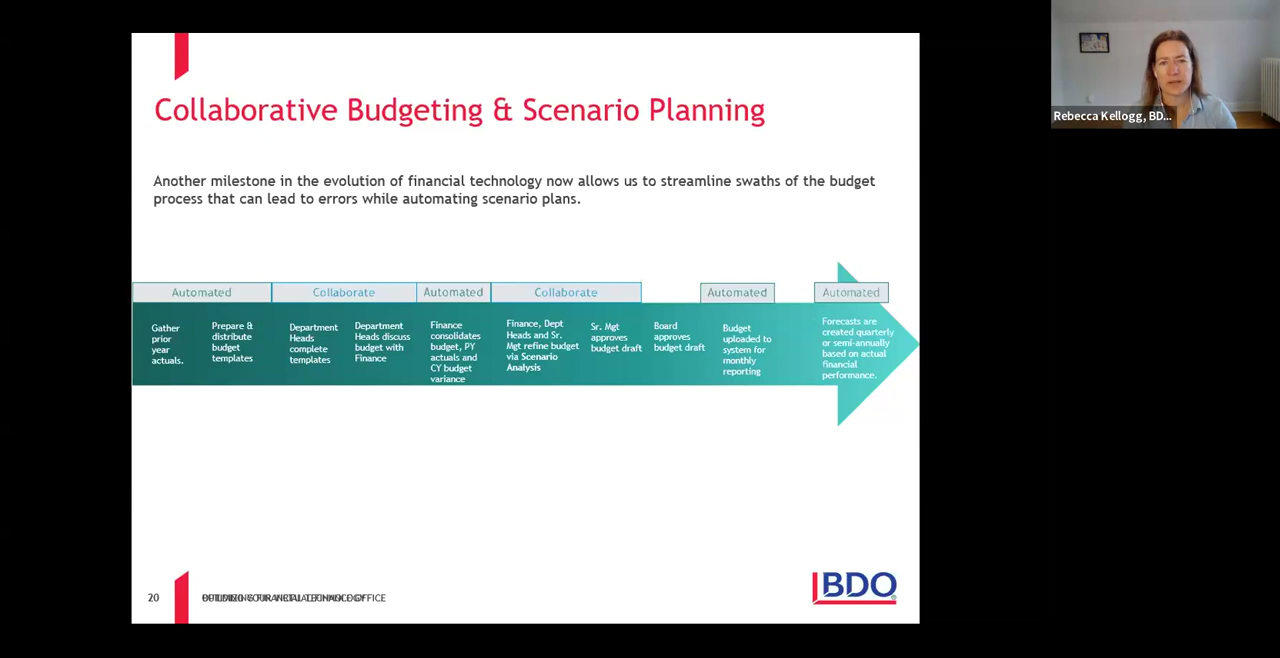 Collaborative Budgeting & Scenario Planning
Another milestone in the evolution of financial technology now allows us to streamline swaths of the budget
process that can lead to errors while automating scenario plans.
Automated
Collaborate
Automated
Collaborate
Automated
Automated
Gather
prior
year
actuals.
Prepare &
distribute
budget
templates
Department
Heads
complete
templates
Department
Heads discuss
budget with
Finance
Finance
consolidates
budget, PY
actuals and
CY budget
variance
Finance, Dept
Heads and Sr.
Mgt refine budget
via Scenario
Analysis
Sr. Mgt
approves
budget draft
Board
approves
budget draft
Budget
uploaded to
system for
monthly
reporting
Forecasts are
created quarterly
or semi-annually
based on actual
financial
performance.
20
BDO
Rebecca Kellogg, BD...